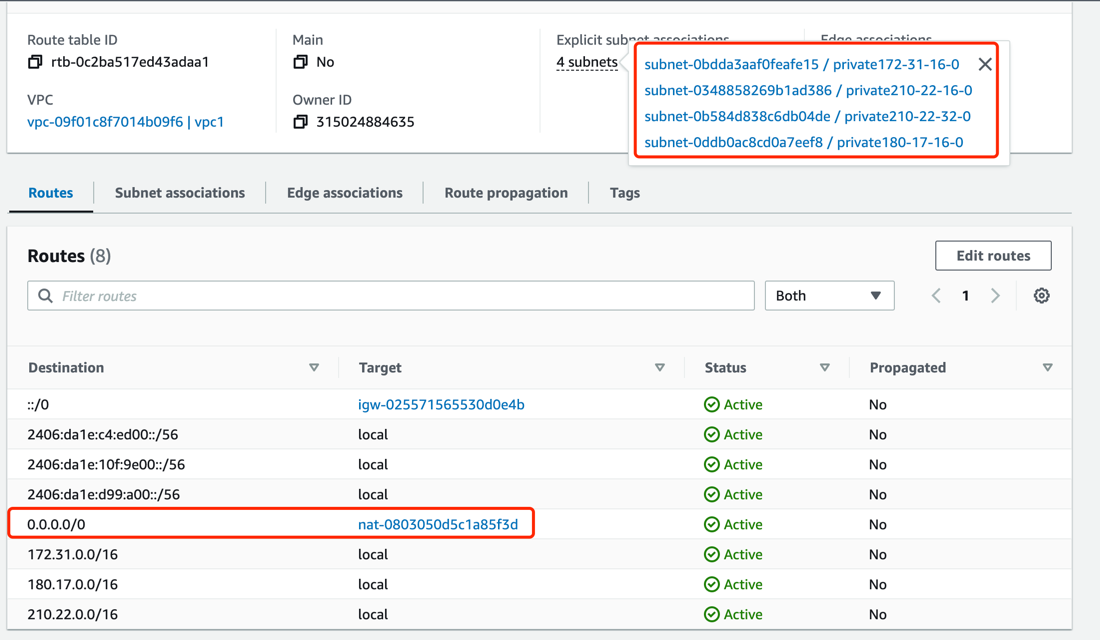 Route table ID
rtb-0c2ba517ed43adaa1
Main
No
Explicit subnet associations
4 subnets
Edge associations
subnet-0bdda3aaf0feafe15 / private172-31-16-0
subnet-0348858269b1ad386 / private210-22-16-0
subnet-0b584d838c6db04de / private210-22-32-0
subnet-0ddb0ac8cd0a7eef8 / private180-17-16-0
VPC
vpc-09f01c8f7014b09f6 | vpc1
Owner ID
315024884635
Routes Subnet associations Edge associations Route propagation Tags
Routes (8)
Edit routes
Filter routes
Both
1
Destination Target Status Propagated
::/0 igw-025571565530d0e4b Active No
2406:da1e:c4:ed00::/56 local Active No
2406:da1e:10f:9e00::/56 local Active No
2406:da1e:d99:a00::/56 local Active No
0.0.0.0/0 nat-0803050d5c1a85f3d Active No
172.31.0.0/16 local Active No
180.17.0.0/16 local Active No
210.22.0.0/16 local Active No